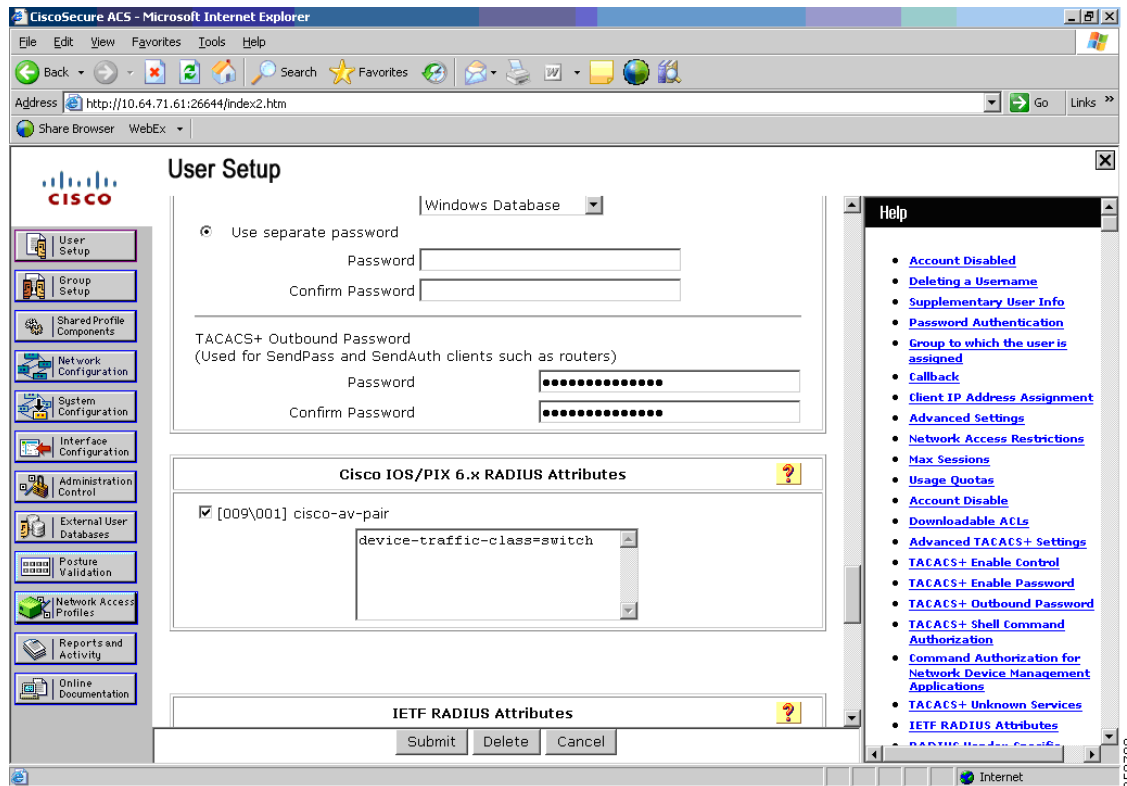 CiscoSecure ACS - Microsoft Internet Explorer
File Edit View Favorites Tools Help
Back Search Favorites
Address http://10.64.71.61:26644/index2.htm Go Links »
Share Browser WebEx
CISCO
User Setup
User Setup
Group Setup
Shared Profile Components
Network Configuration
System Configuration
Interface Configuration
Administration Control
External User Databases
Posture Validation
Network Access Profiles
Reports and Activity
Online Documentation
Windows Database
Use separate password
Password
Confirm Password
TACACS+ Outbound Password
(Used for SendPass and SendAuth clients such as routers)
Password ●●●●●●●●●●●●●●
Confirm Password ●●●●●●●●●●●●●●
Cisco IOS/PIX 6.x RADIUS Attributes ?
[009\001] cisco-av-pair
device-traffic-class=switch
IETF RADIUS Attributes ?
Submit Delete Cancel
Help
Account Disabled
Deleting a Username
Supplementary User Info
Password Authentication
Group to which the user is
assigned
Callback
Client IP Address Assignment
Advanced Settings
Network Access Restrictions
Max Sessions
Usage Quotas
Account Disable
Downloadable ACLs
Advanced TACACS+ Settings
TACACS+ Enable Control
TACACS+ Enable Password
TACACS+ Outbound Password
TACACS+ Shell Command
Authorization
Command Authorization for
Network Device Management
Applications
TACACS+ Unknown Services
IETF RADIUS Attributes
Internet